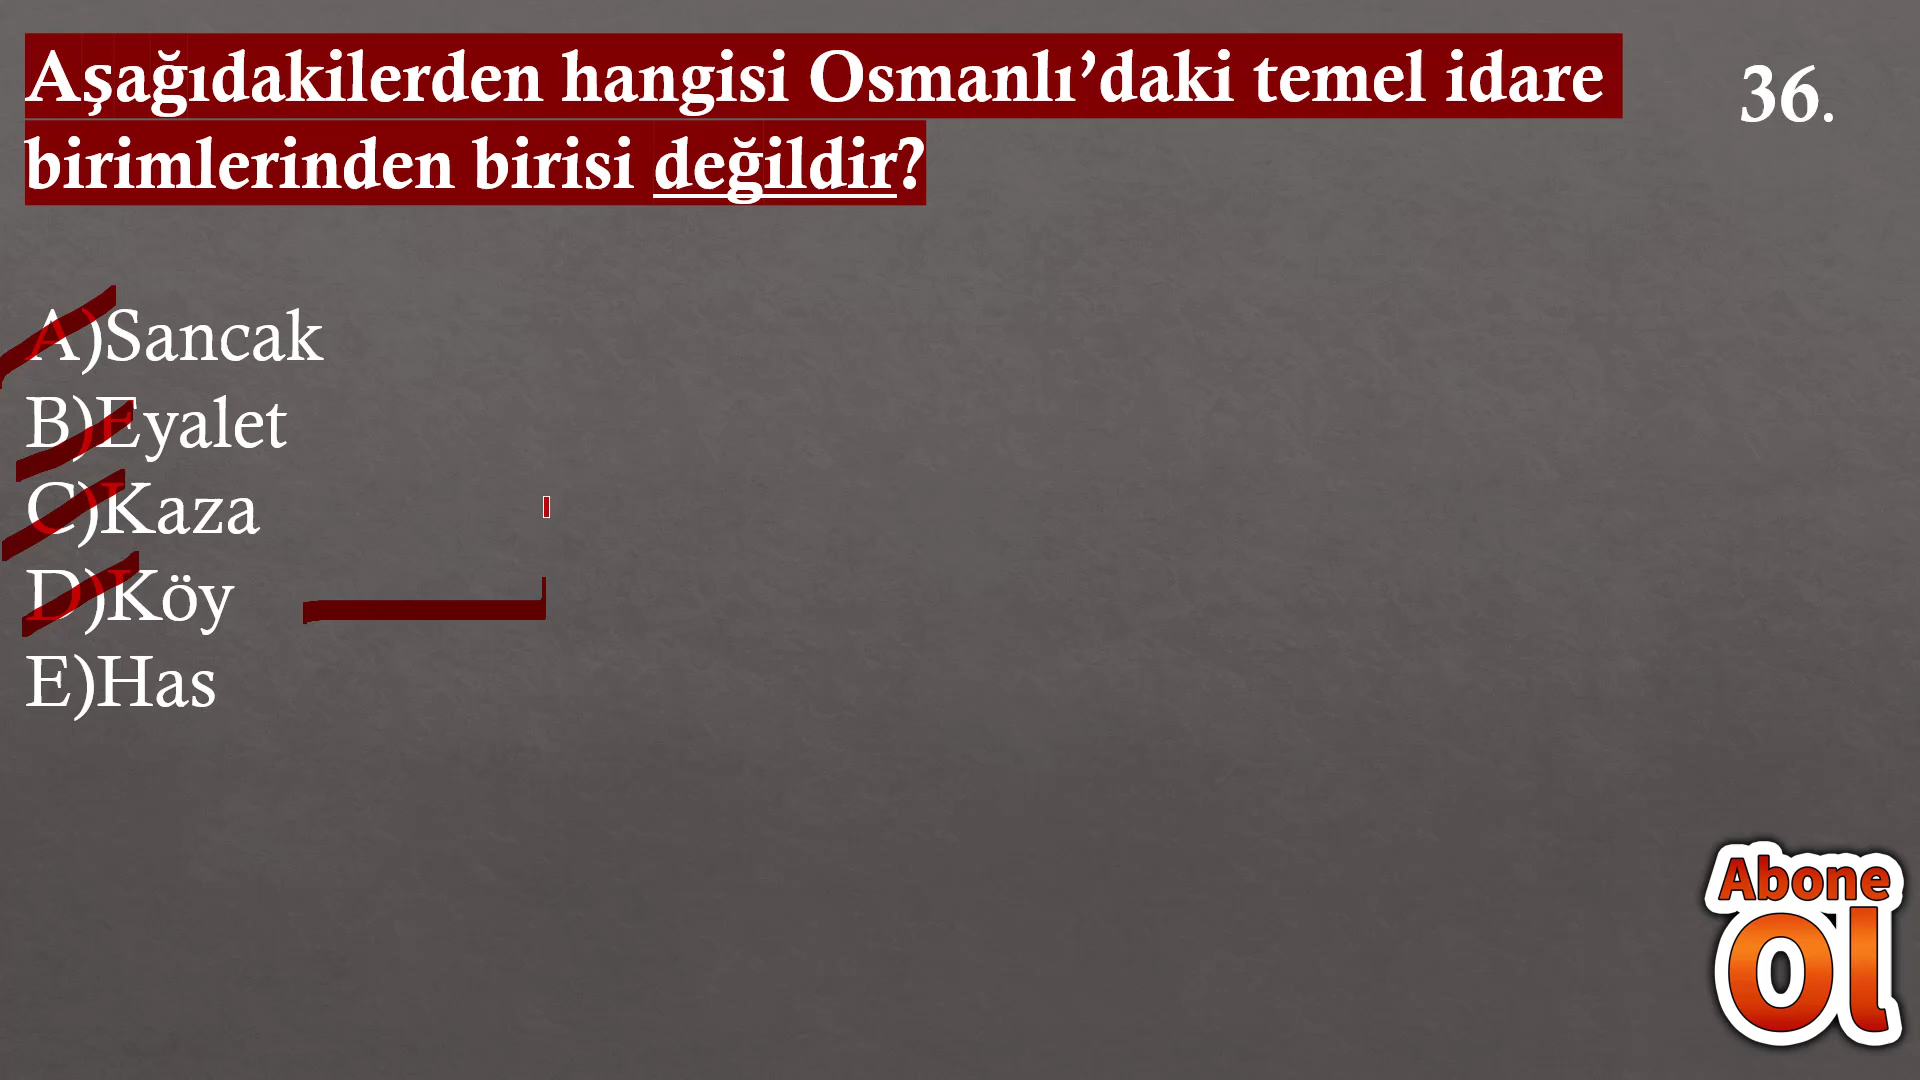 Aşağıdakilerden hangisi Osmanlı’daki temel idare
birimlerinden birisi değildir?
36.
A)Sancak
B)Eyalet
C)Kaza
D)Köy
E)Has
Abone
Ol